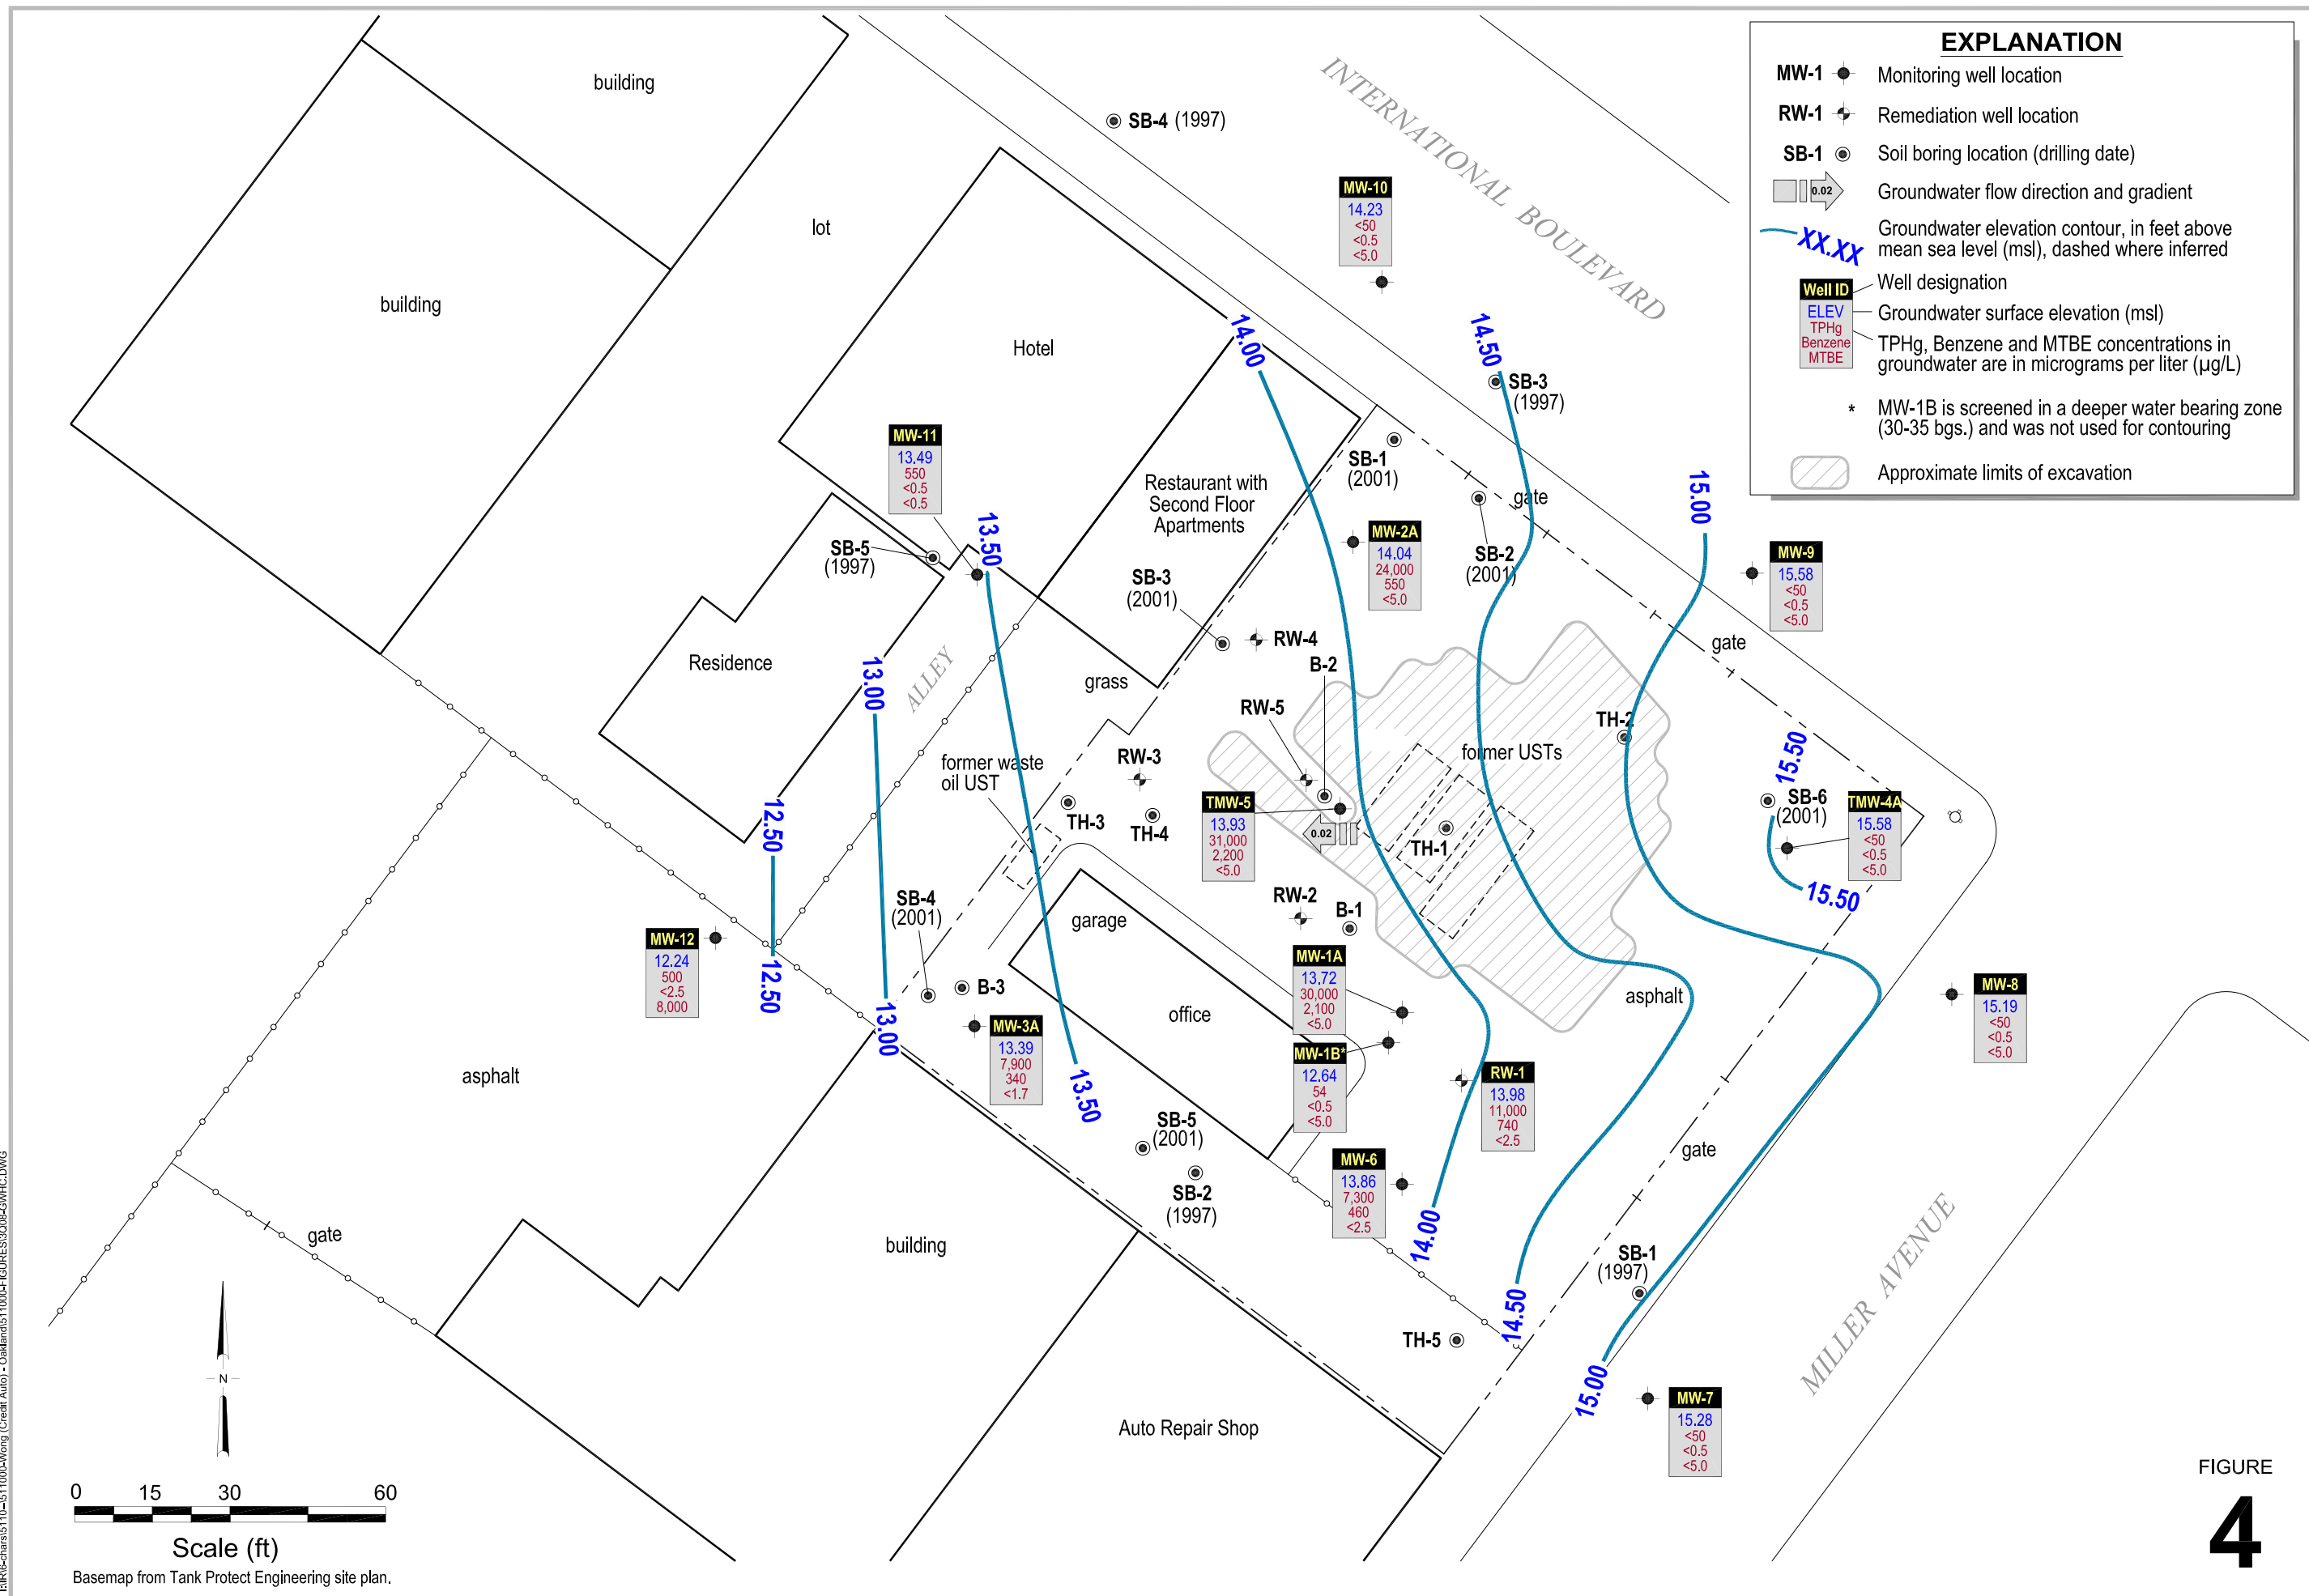 EXPLANATION
MW-1 Monitoring well location
RW-1 Remediation well location
SB-1 Soil boring location (drilling date)
0.02 Groundwater flow direction and gradient
XX.XX Groundwater elevation contour, in feet above
mean sea level (msl), dashed where inferred
Well ID Well designation
ELEV Groundwater surface elevation (msl)
TPHg
Benzene
MTBE
TPHg, Benzene and MTBE concentrations in
groundwater are in micrograms per liter (µg/L)
* MW-1B is screened in a deeper water bearing zone
(30-35 bgs.) and was not used for contouring
Approximate limits of excavation
building
SB-4 (1997)
INTERNATIONAL BOULEVARD
MW-10
14.23
<50
<0.5
<5.0
lot
building
Hotel
14.00
14.50
SB-3
(1997)
MW-11
13.49
550
<0.5
<0.5
SB-1
(2001)
Restaurant with
Second Floor
Apartments
gate
15.00
13.50
SB-5
(1997)
MW-2A
14.04
24,000
550
<5.0
SB-2
(2001)
MW-9
15.58
<50
<0.5
<5.0
SB-3
(2001)
RW-4
gate
Residence
13.00
ALLEY
grass
B-2
RW-5
TH-2
former USTs
former waste
oil UST
RW-3
15.50
12.50
TH-3
TH-4
TMW-5
13.93
31,000
2,200
<5.0
0.02
TH-1
SB-6
(2001)
TMW-4A
15.58
<50
<0.5
<5.0
15.50
SB-4
(2001)
garage
RW-2
B-1
MW-12
12.24
500
<2.5
8,000
12.50
B-3
13.00
MW-3A
13.39
7,900
340
<1.7
office
MW-1A
13.72
30,000
2,100
<5.0
asphalt
MW-8
15.19
<50
<0.5
<5.0
asphalt
13.50
MW-1B*
12.64
54
<0.5
<5.0
RW-1
13.98
11,000
740
<2.5
SB-5
(2001)
SB-2
(1997)
MW-6
13.86
7,300
460
<2.5
gate
14.00
gate
building
SB-1
(1997)
MILLER AVENUE
14.50
TH-5
15.00
MW-7
15.28
<50
<0.5
<5.0
N
Auto Repair Shop
0 15 30 60
Scale (ft)
Basemap from Tank Protect Engineering site plan.
FIGURE
4